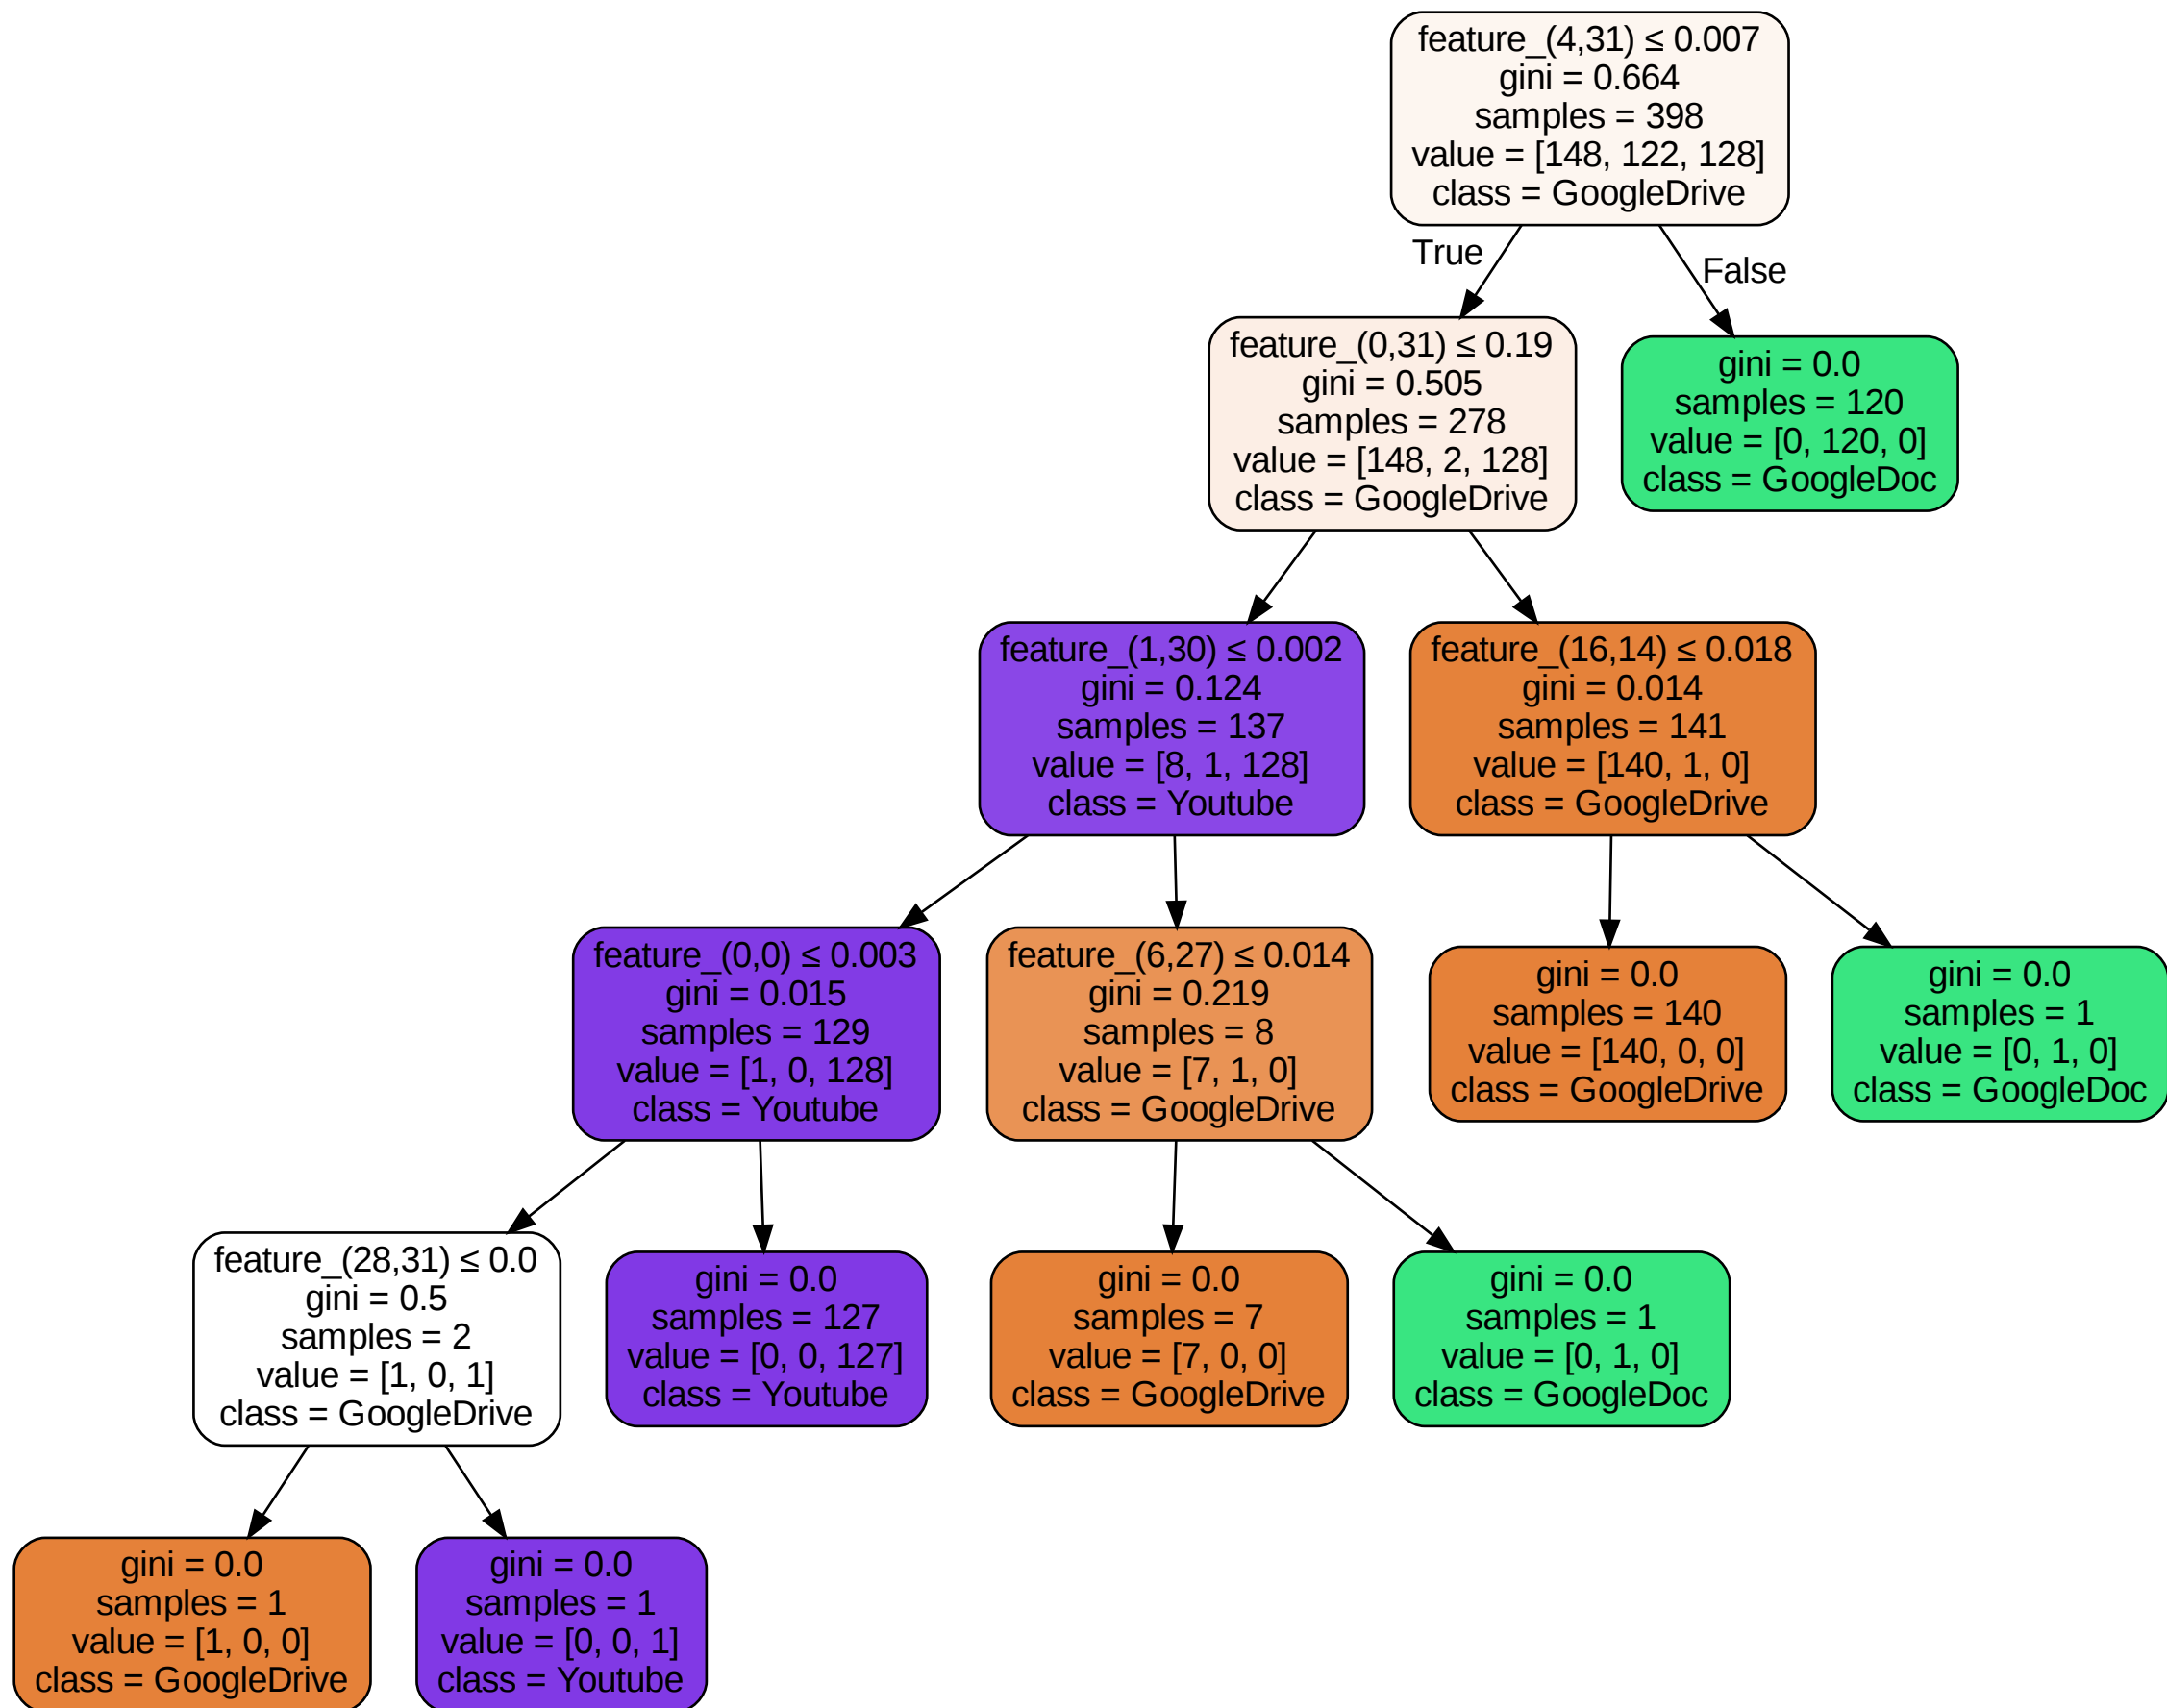 feature_(4,31) ≤ 0.007
gini = 0.664
samples = 398
value = [148, 122, 128]
class = GoogleDrive
True
False
feature_(0,31) ≤ 0.19
gini = 0.505
samples = 278
value = [148, 2, 128]
class = GoogleDrive
gini = 0.0
samples = 120
value = [0, 120, 0]
class = GoogleDoc
feature_(1,30) ≤ 0.002
gini = 0.124
samples = 137
value = [8, 1, 128]
class = Youtube
feature_(16,14) ≤ 0.018
gini = 0.014
samples = 141
value = [140, 1, 0]
class = GoogleDrive
feature_(0,0) ≤ 0.003
gini = 0.015
samples = 129
value = [1, 0, 128]
class = Youtube
feature_(6,27) ≤ 0.014
gini = 0.219
samples = 8
value = [7, 1, 0]
class = GoogleDrive
gini = 0.0
samples = 140
value = [140, 0, 0]
class = GoogleDrive
gini = 0.0
samples = 1
value = [0, 1, 0]
class = GoogleDoc
feature_(28,31) ≤ 0.0
gini = 0.5
samples = 2
value = [1, 0, 1]
class = GoogleDrive
gini = 0.0
samples = 127
value = [0, 0, 127]
class = Youtube
gini = 0.0
samples = 7
value = [7, 0, 0]
class = GoogleDrive
gini = 0.0
samples = 1
value = [0, 1, 0]
class = GoogleDoc
gini = 0.0
samples = 1
value = [1, 0, 0]
class = GoogleDrive
gini = 0.0
samples = 1
value = [0, 0, 1]
class = Youtube